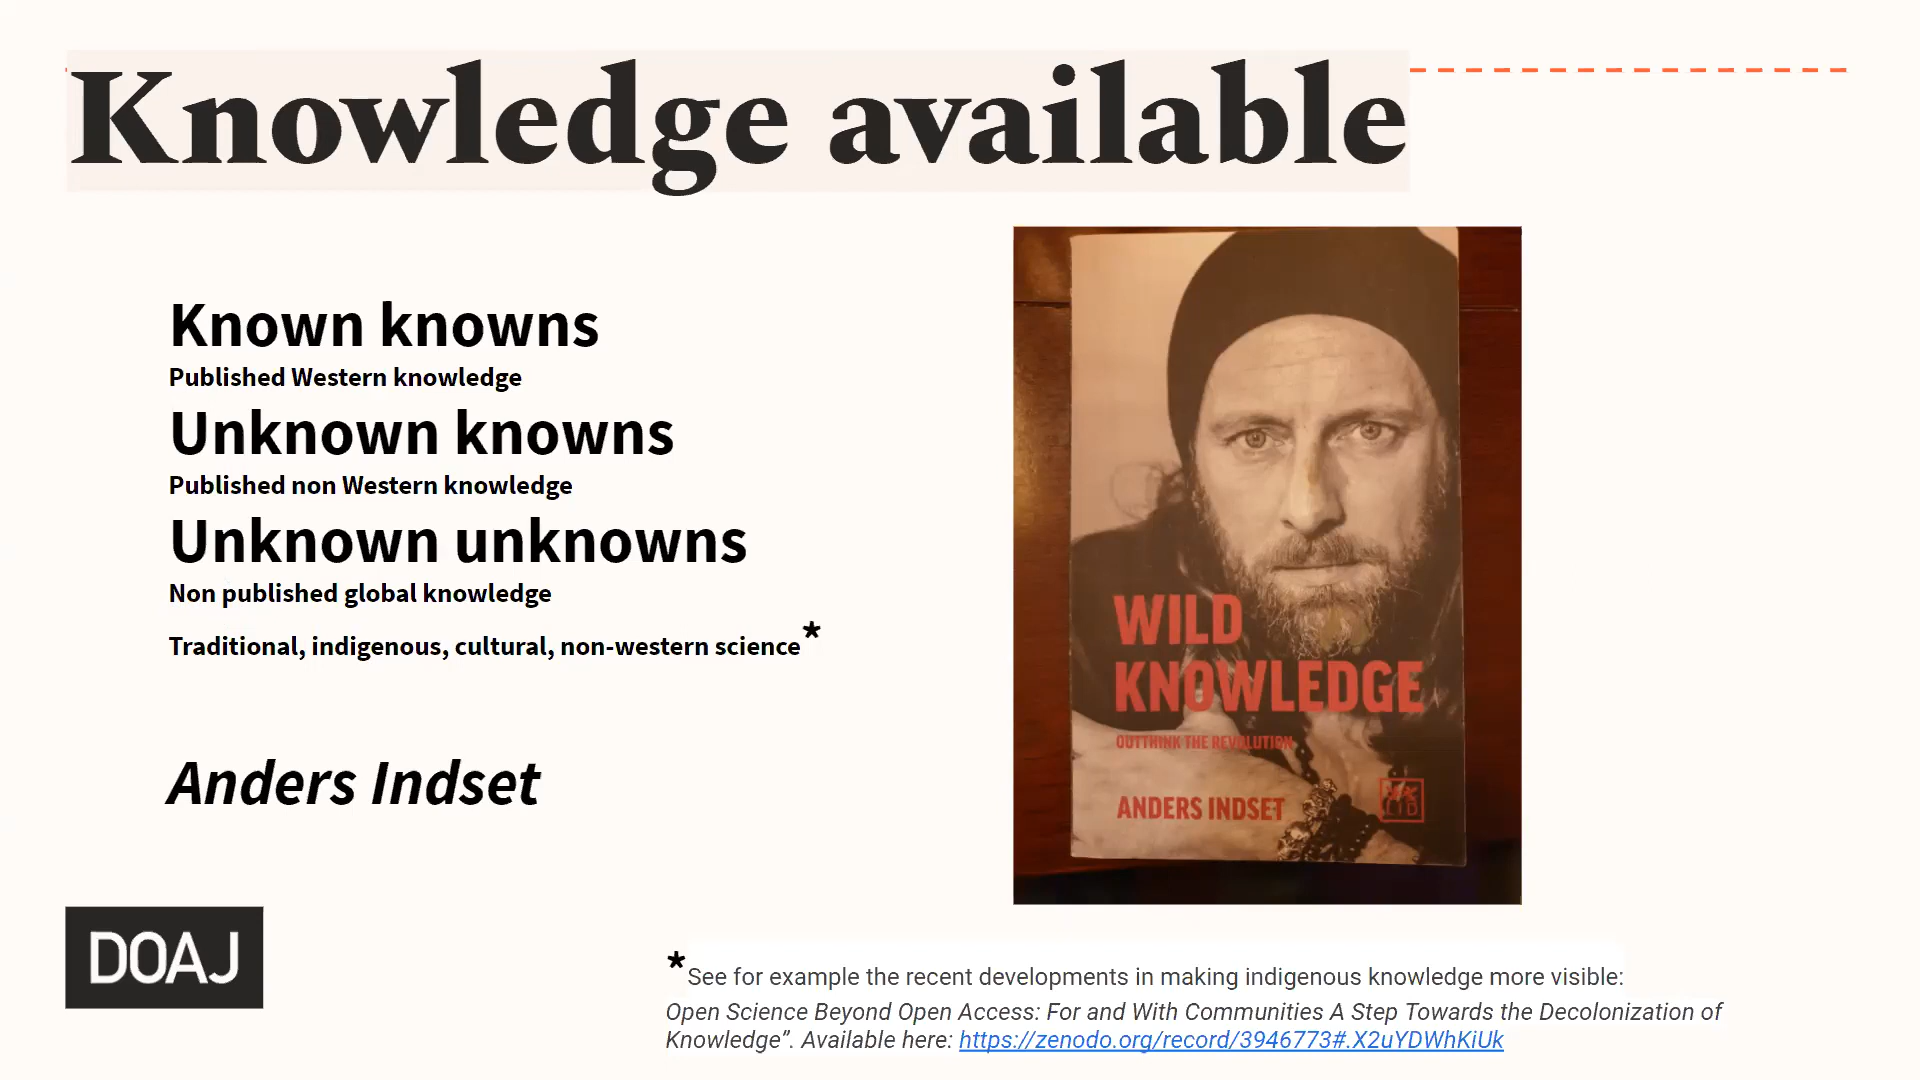 Knowledge available
Known knowns
Published Western knowledge
Unknown knowns
Published non Western knowledge
Unknown unknowns
Non published global knowledge
Traditional, indigenous, cultural, non-western science*
Anders Indset
WILD
KNOWLEDGE
OUTTHINK THE REVOLUTION
ANDERS INDSET
LID
DOAJ
*See for example the recent developments in making indigenous knowledge more visible:
Open Science Beyond Open Access: For and With Communities A Step Towards the Decolonization of
Knowledge”. Available here: https://zenodo.org/record/3946773#.X2uYDWhKiUk